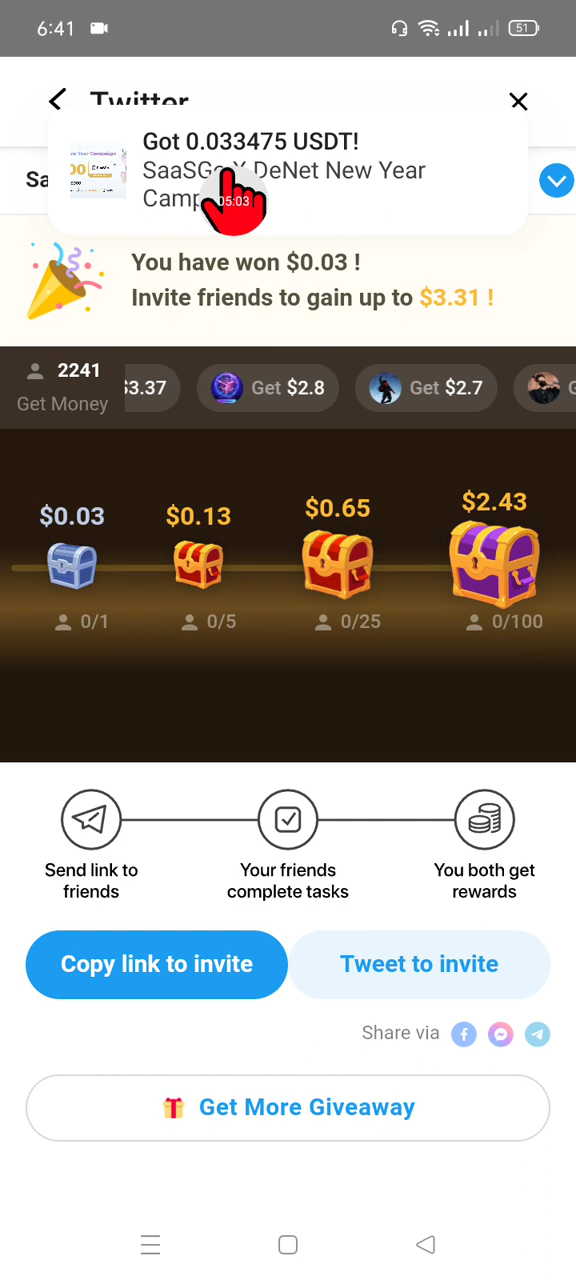 6:41
51
Twitter
Got 0.033475 USDT!
SaaSGo X DeNet New Year
Camp
05:03
Sa
You have won $0.03 !
Invite friends to gain up to $3.31 !
2241
Get Money
$3.37
Get $2.8
Get $2.7
G
$0.03
$0.13
$0.65
$2.43
0/1
0/5
0/25
0/100
Send link to
friends
Your friends
complete tasks
You both get
rewards
Copy link to invite
Tweet to invite
Share via
Get More Giveaway